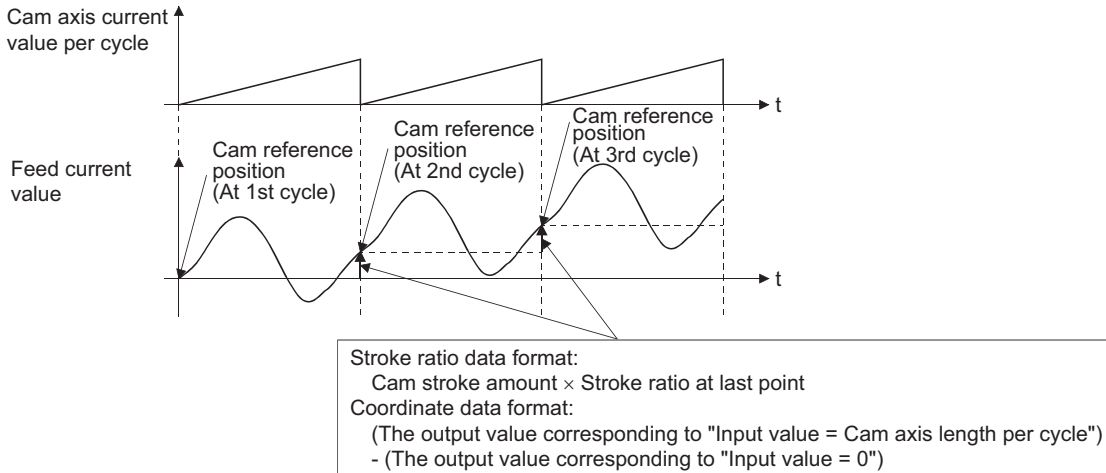 Cam axis current
value per cycle
t
Cam reference
position
(At 1st cycle)
Cam reference
position
(At 2nd cycle)
Cam reference
position
(At 3rd cycle)
Feed current
value
t
Stroke ratio data format:
Cam stroke amount × Stroke ratio at last point
Coordinate data format:
(The output value corresponding to "Input value = Cam axis length per cycle")
- (The output value corresponding to "Input value = 0")